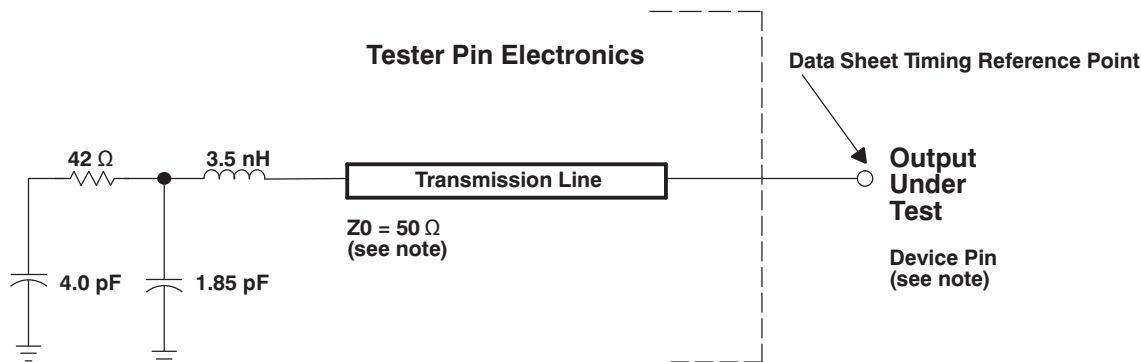 Tester Pin Electronics
Data Sheet Timing Reference Point
42 Ω
3.5 nH
Transmission Line
Output
Under
Test
Z0 = 50 Ω
(see note)
Device Pin
(see note)
4.0 pF
1.85 pF